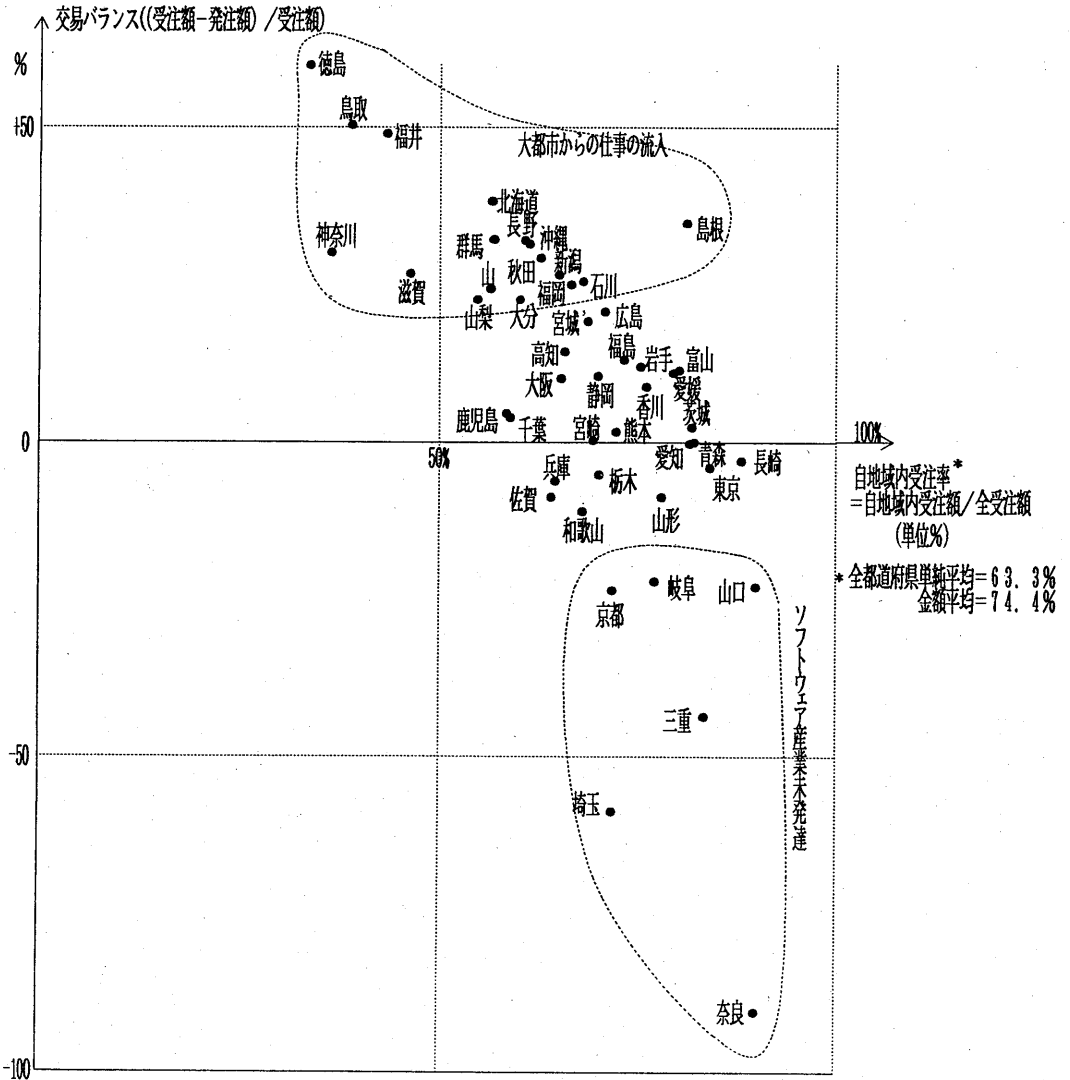 交易バランス((受注額-発注額)/受注額)
%
徳島
鳥取
+50
福井
大都市からの仕事の流入
北海道
島根
長野
神奈川
群馬
沖縄
秋田
新潟
山
福岡
石川
滋賀
山梨
大分
宮城
広島
高知
福島
岩手
富山
大阪
静岡
愛媛
香川
茨城
鹿児島
千葉
宮崎
熊本
0
100%
50%
愛知
青森
長崎
兵庫
栃木
東京
佐賀
和歌山
山形
自地域内受注率*
=自地域内受注額/全受注額
(単位%)
*全都道府県単純平均=63.3%
金額平均=74.4%
岐阜
山口
京都
ソフトウェア産業未発達
三重
-50
埼玉
奈良
-100